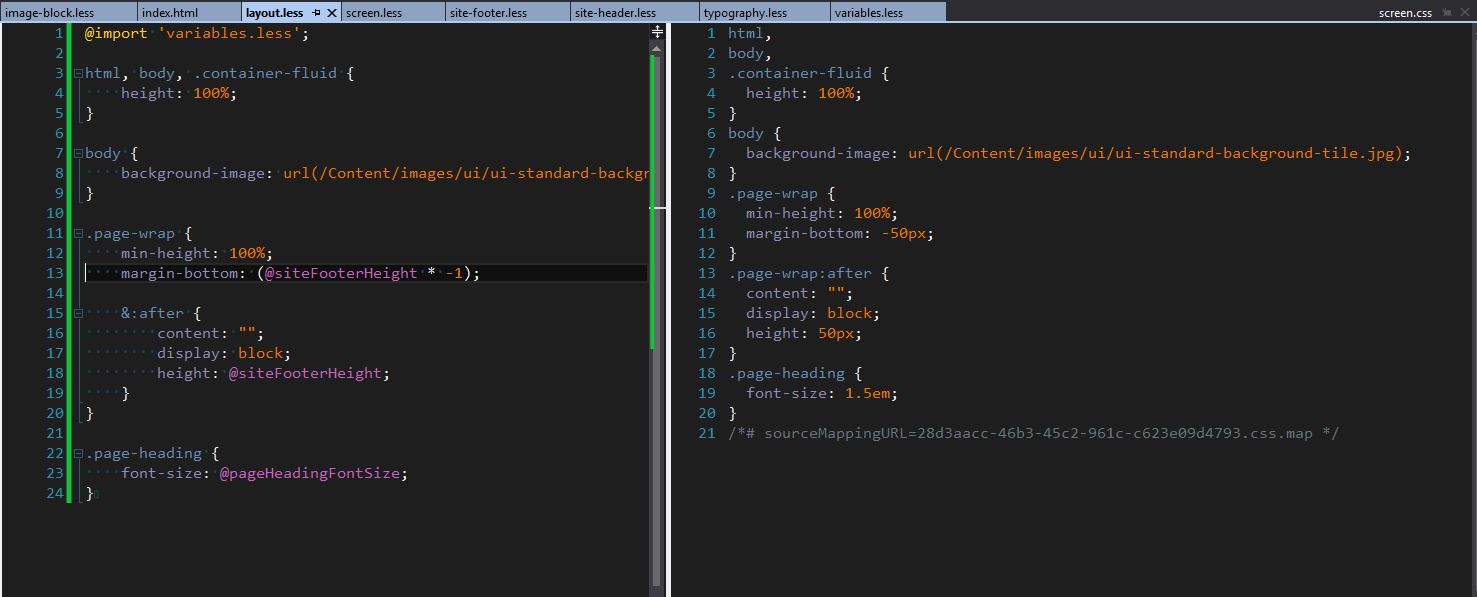 image-block.less index.html layout.less screen.less site-footer.less site-header.less typography.less variables.less screen.css
1 @import 'variables.less';
2
3 html, body, .container-fluid {
4 height: 100%;
5 }
6
7 body {
8 background-image: url(/Content/images/ui/ui-standard-backgr
9 }
10
11 .page-wrap {
12 min-height: 100%;
13 margin-bottom: (@siteFooterHeight * -1);
14
15 &:after {
16 content: "";
17 display: block;
18 height: @siteFooterHeight;
19 }
20 }
21
22 .page-heading {
23 font-size: @pageHeadingFontSize;
24 }
1 html,
2 body,
3 .container-fluid {
4 height: 100%;
5 }
6 body {
7 background-image: url(/Content/images/ui/ui-standard-background-tile.jpg);
8 }
9 .page-wrap {
10 min-height: 100%;
11 margin-bottom: -50px;
12 }
13 .page-wrap:after {
14 content: "";
15 display: block;
16 height: 50px;
17 }
18 .page-heading {
19 font-size: 1.5em;
20 }
21 /*# sourceMappingURL=28d3aacc-46b3-45c2-961c-c623e09d4793.css.map */